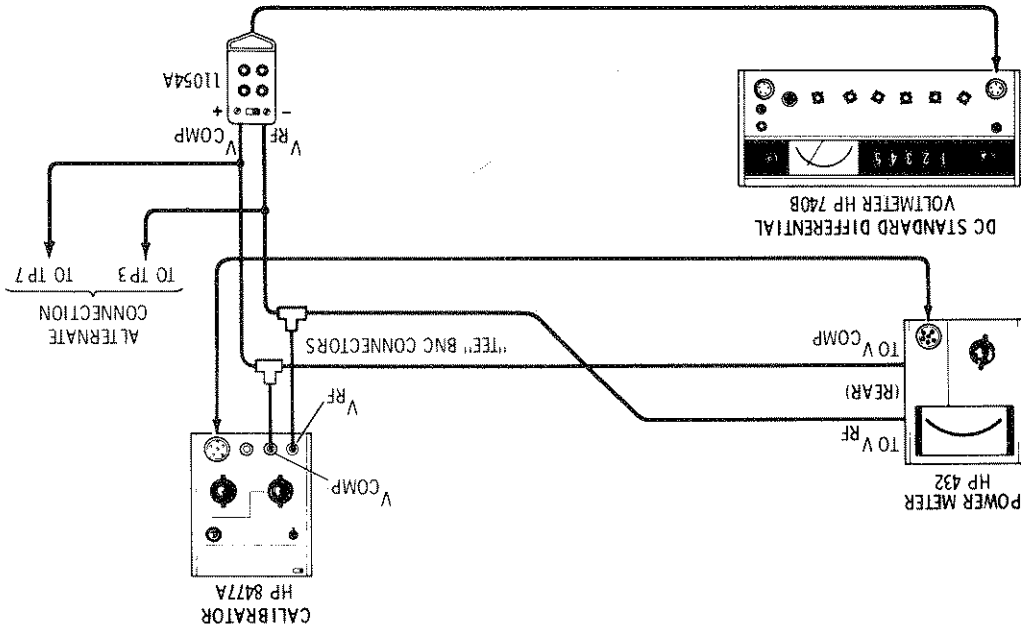 CALIBRATOR
HP 8477A
POWER METER
HP 432
V COMP
TO V RF
V RF
(REAR)
TO V COMP
"TEE" BNC CONNECTORS
ALTERNATE
CONNECTION
TO TP3 TO TP7
DC STANDARD DIFFERENTIAL
VOLTMETER HP 740B
1 2 3 4 5
V RF
V COMP
- +
11054A